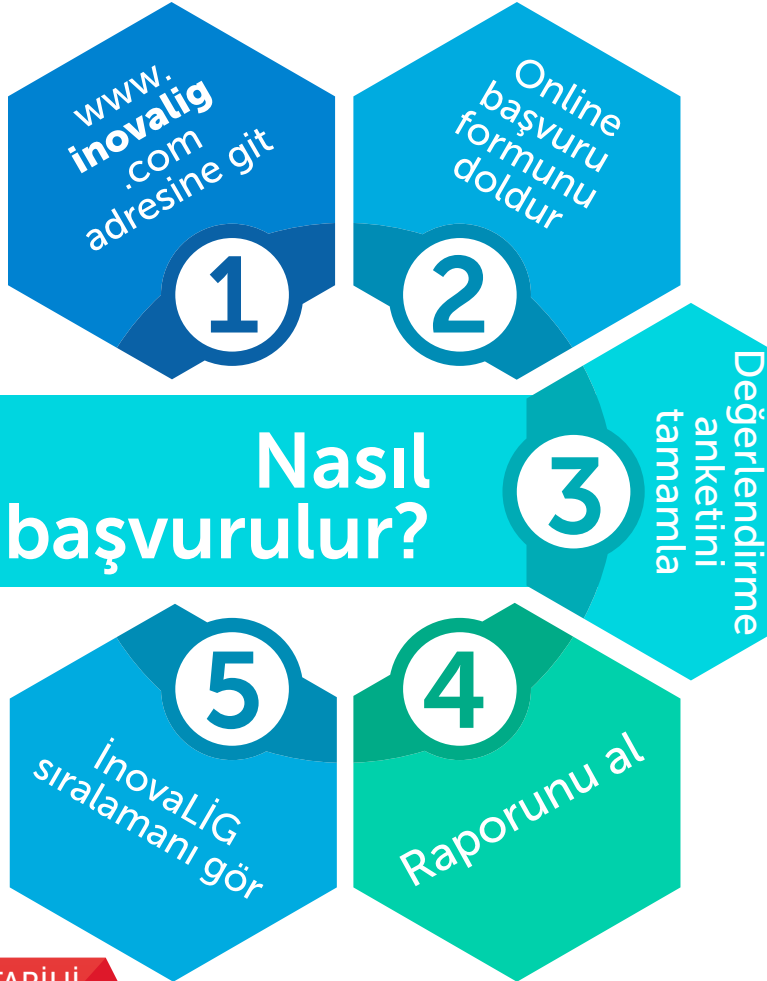 www.
inovalig
.com
adresine git
1
Online
başvuru
formunu
doldur
2
Nasıl
başvurulur?
3
Değerlendirme
anketini
tamamla
4
Raporunu al
5
İnovaLİG
sıralamanı gör